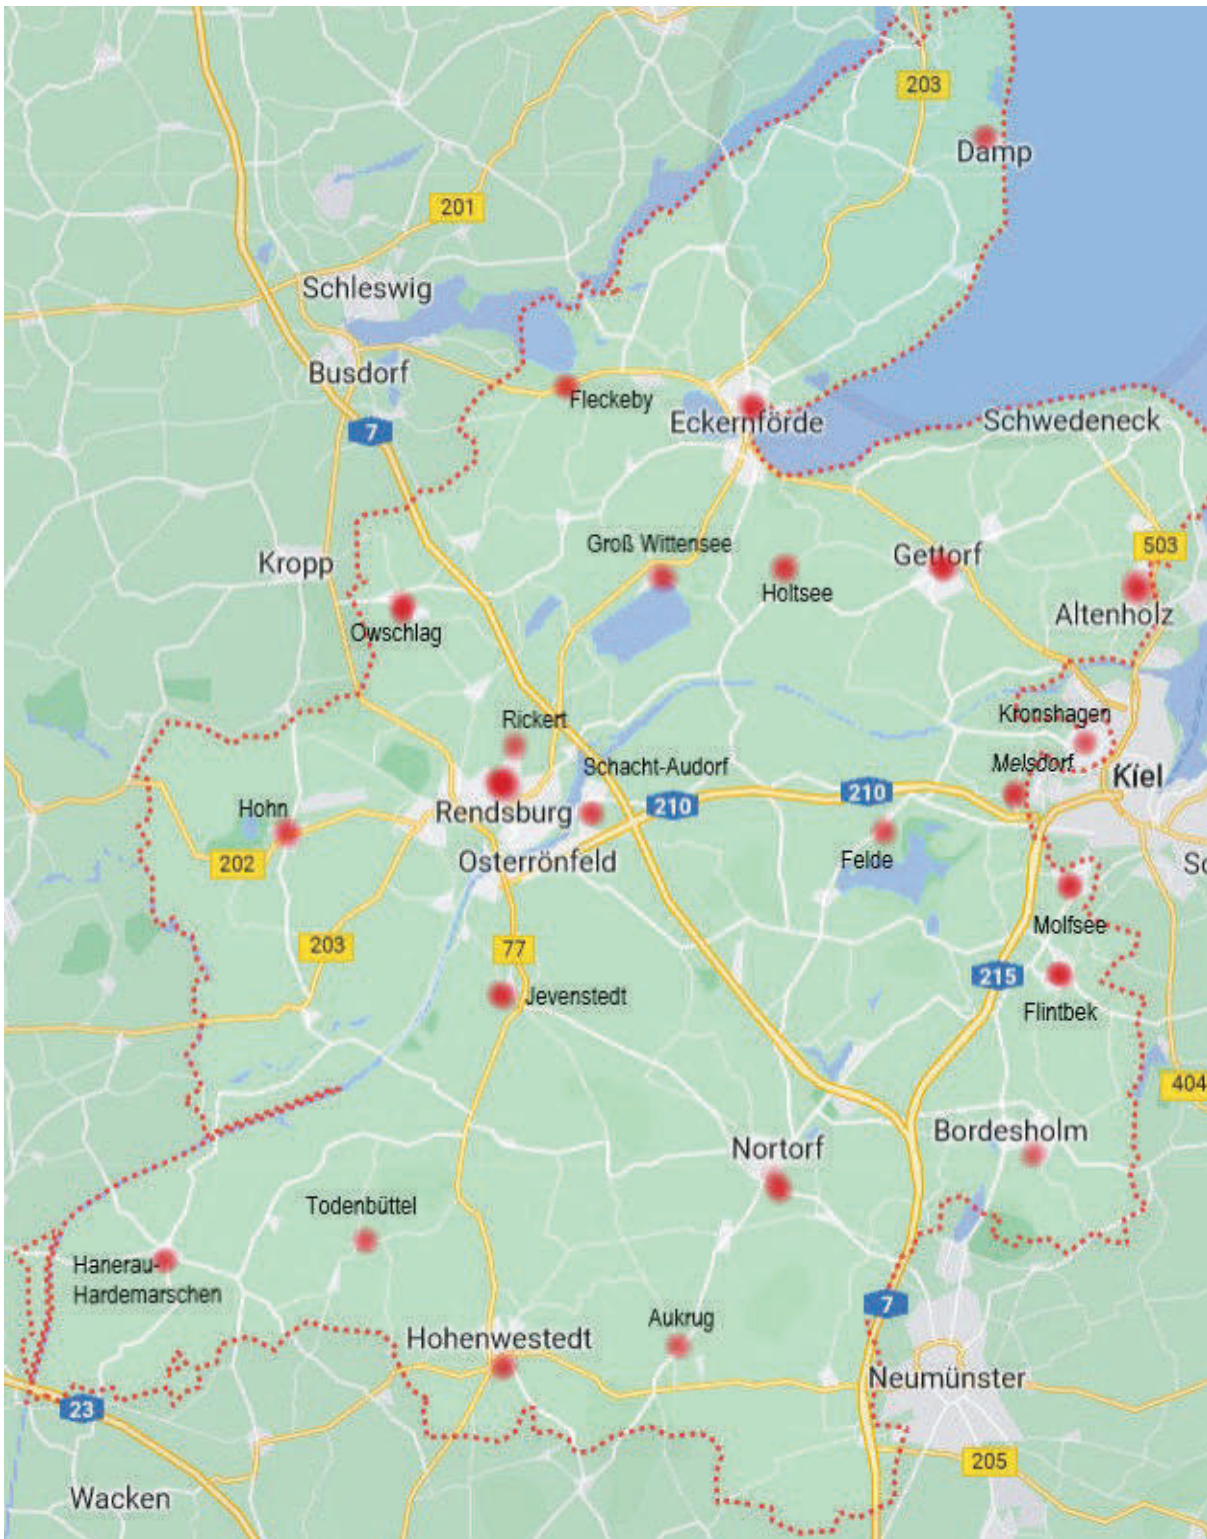 203
Damp
201
Schleswig
Busdorf
Fleckeby
Eckernförde
Schwedeneck
7
Groß Wittensee
Gettorf
503
Kropp
Holtsee
Altenholz
Owschlag
Rickert
Kronshagen
Schacht-Audorf
Melsdorf
Kiel
210
210
Hohn
Rendsburg
202
Osterrönfeld
Felde
Sc
Molfsee
203
77
215
Jevenstedt
Flintbek
404
Bordesholm
Nortorf
Todenbüttel
Hanerau-
Hardemarschen
7
Aukrug
Hohenwestedt
Neumünster
23
205
Wacken